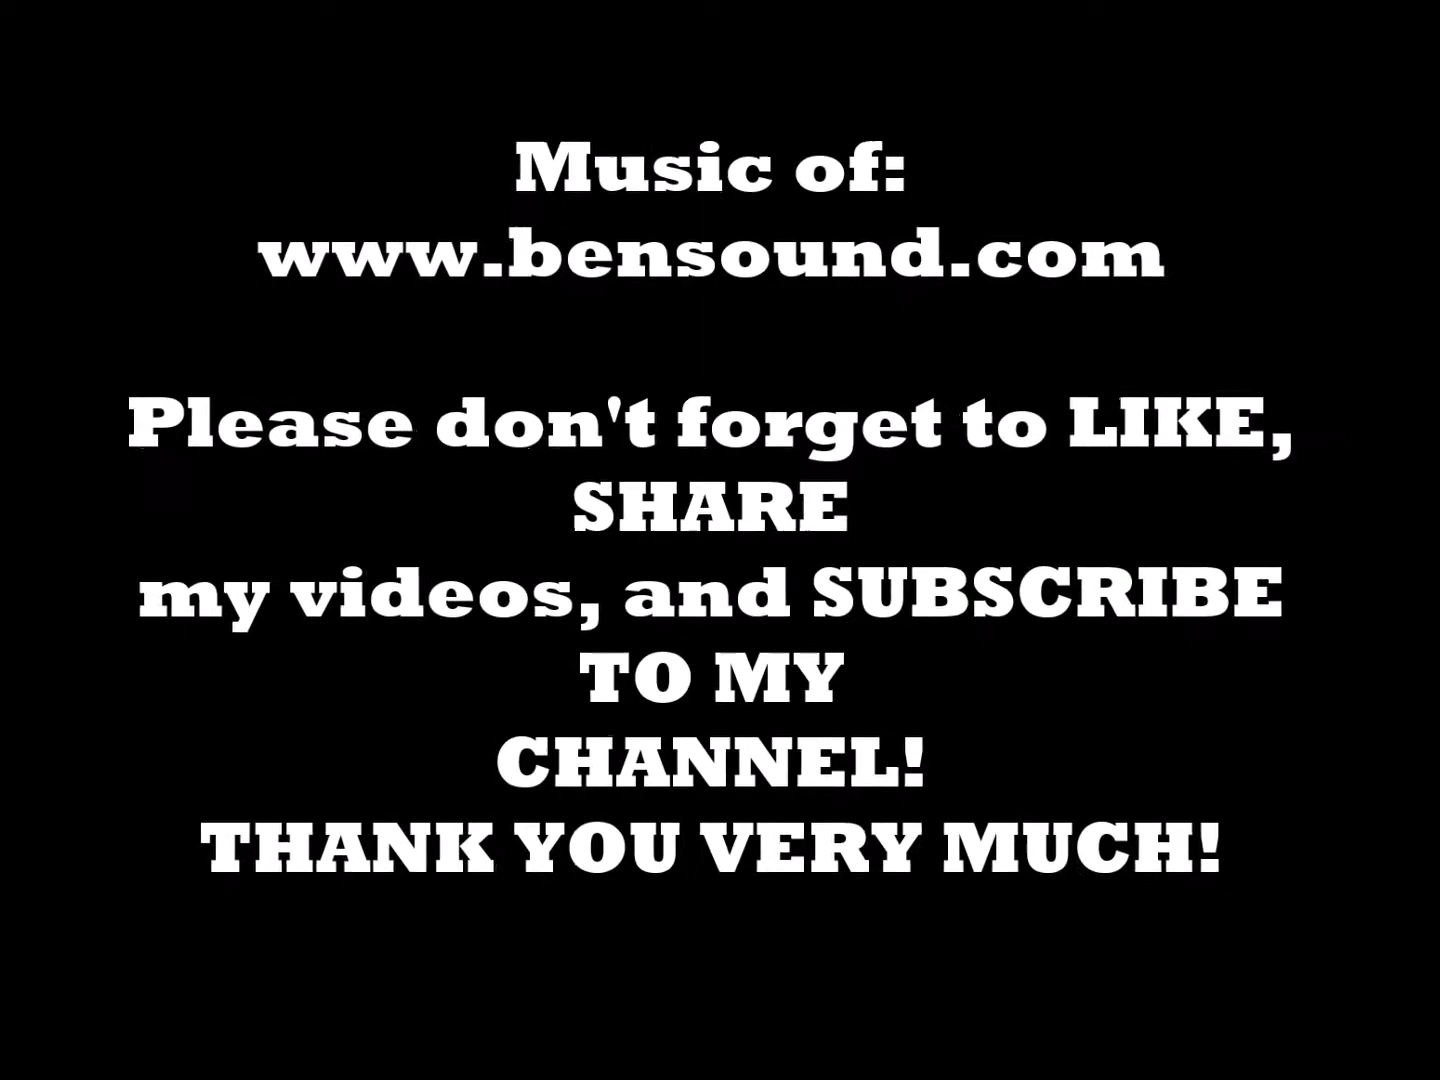 Music of:
www.bensound.com
Please don't forget to LIKE,
SHARE
my videos, and SUBSCRIBE
TO MY
CHANNEL!
THANK YOU VERY MUCH!